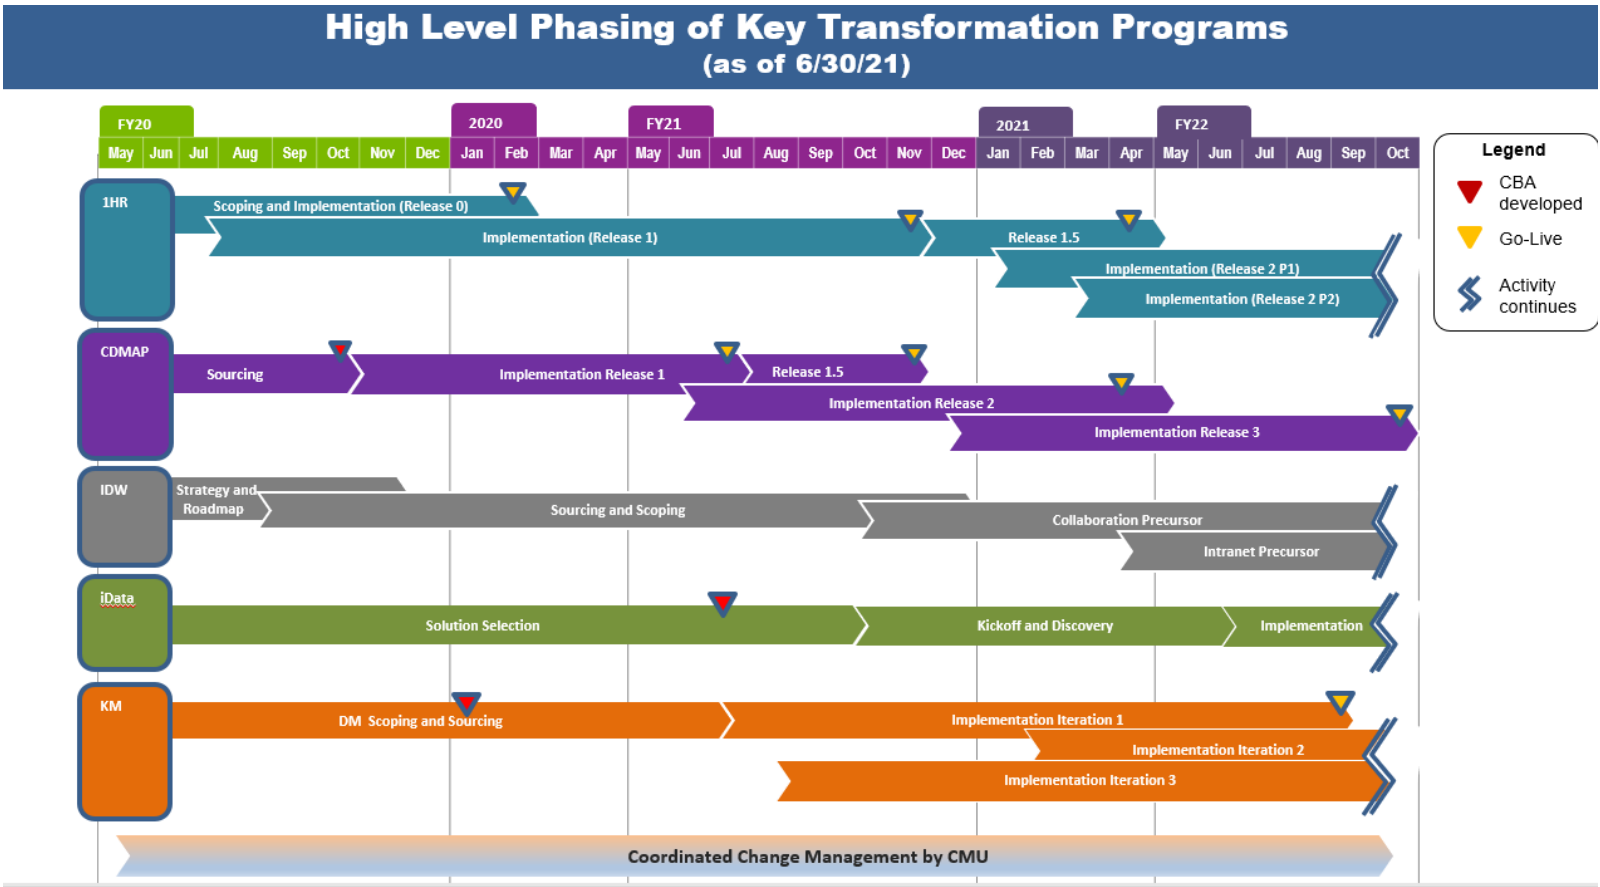 High Level Phasing of Key Transformation Programs
(as of 6/30/21)
FY20
2020
FY21
2021
FY22
May Jun Jul Aug Sep Oct Nov Dec Jan Feb Mar Apr May Jun Jul Aug Sep Oct Nov Dec Jan Feb Mar Apr May Jun Jul Aug Sep Oct
Legend
CBA
developed
Go-Live
Activity
continues
1HR
Scoping and Implementation (Release 0)
Implementation (Release 1)
Release 1.5
Implementation (Release 2 P1)
Implementation (Release 2 P2)
CDMAP
Sourcing
Implementation Release 1
Release 1.5
Implementation Release 2
Implementation Release 3
IDW
Strategy and
Roadmap
Sourcing and Scoping
Collaboration Precursor
Intranet Precursor
iData
Solution Selection
Kickoff and Discovery
Implementation
KM
DM Scoping and Sourcing
Implementation Iteration 1
Implementation Iteration 2
Implementation Iteration 3
Coordinated Change Management by CMU